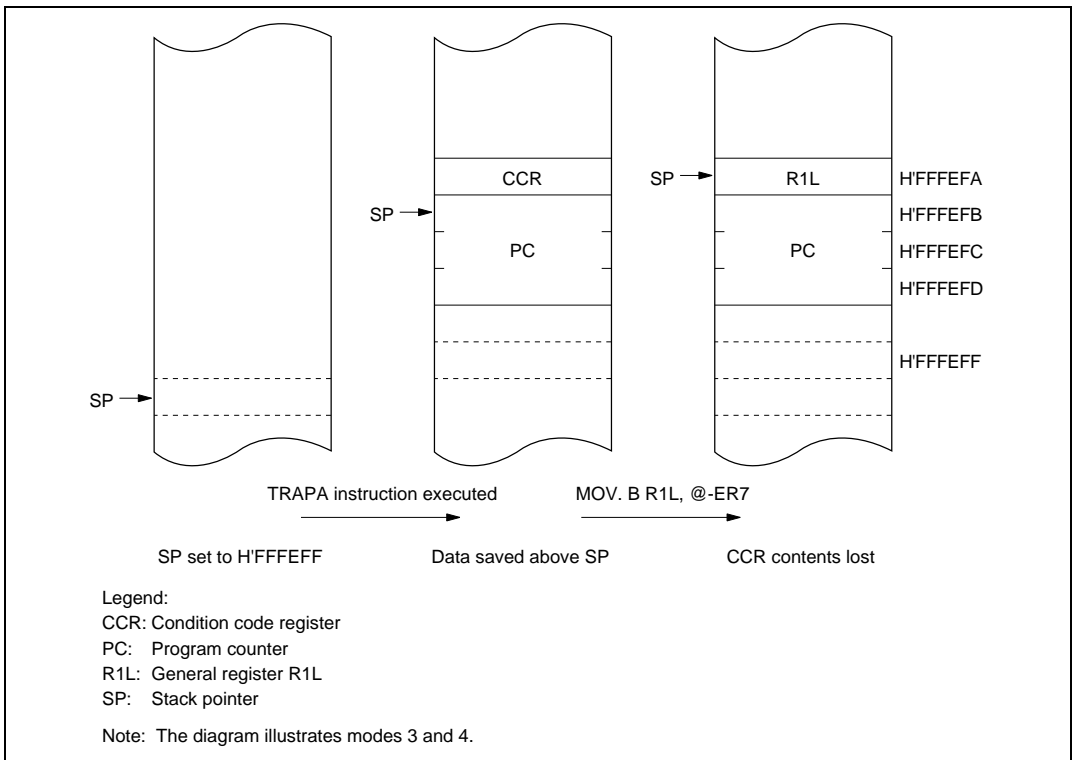 CCR
SP
R1L
H'FFFEFA
SP
H'FFFEFB
PC
PC
H'FFFEFC
H'FFFEFD
H'FFFEFF
SP
TRAPA instruction executed
MOV. B R1L, @-ER7
SP set to H'FFFEFF
Data saved above SP
CCR contents lost
Legend:
CCR: Condition code register
PC: Program counter
R1L: General register R1L
SP: Stack pointer
Note: The diagram illustrates modes 3 and 4.